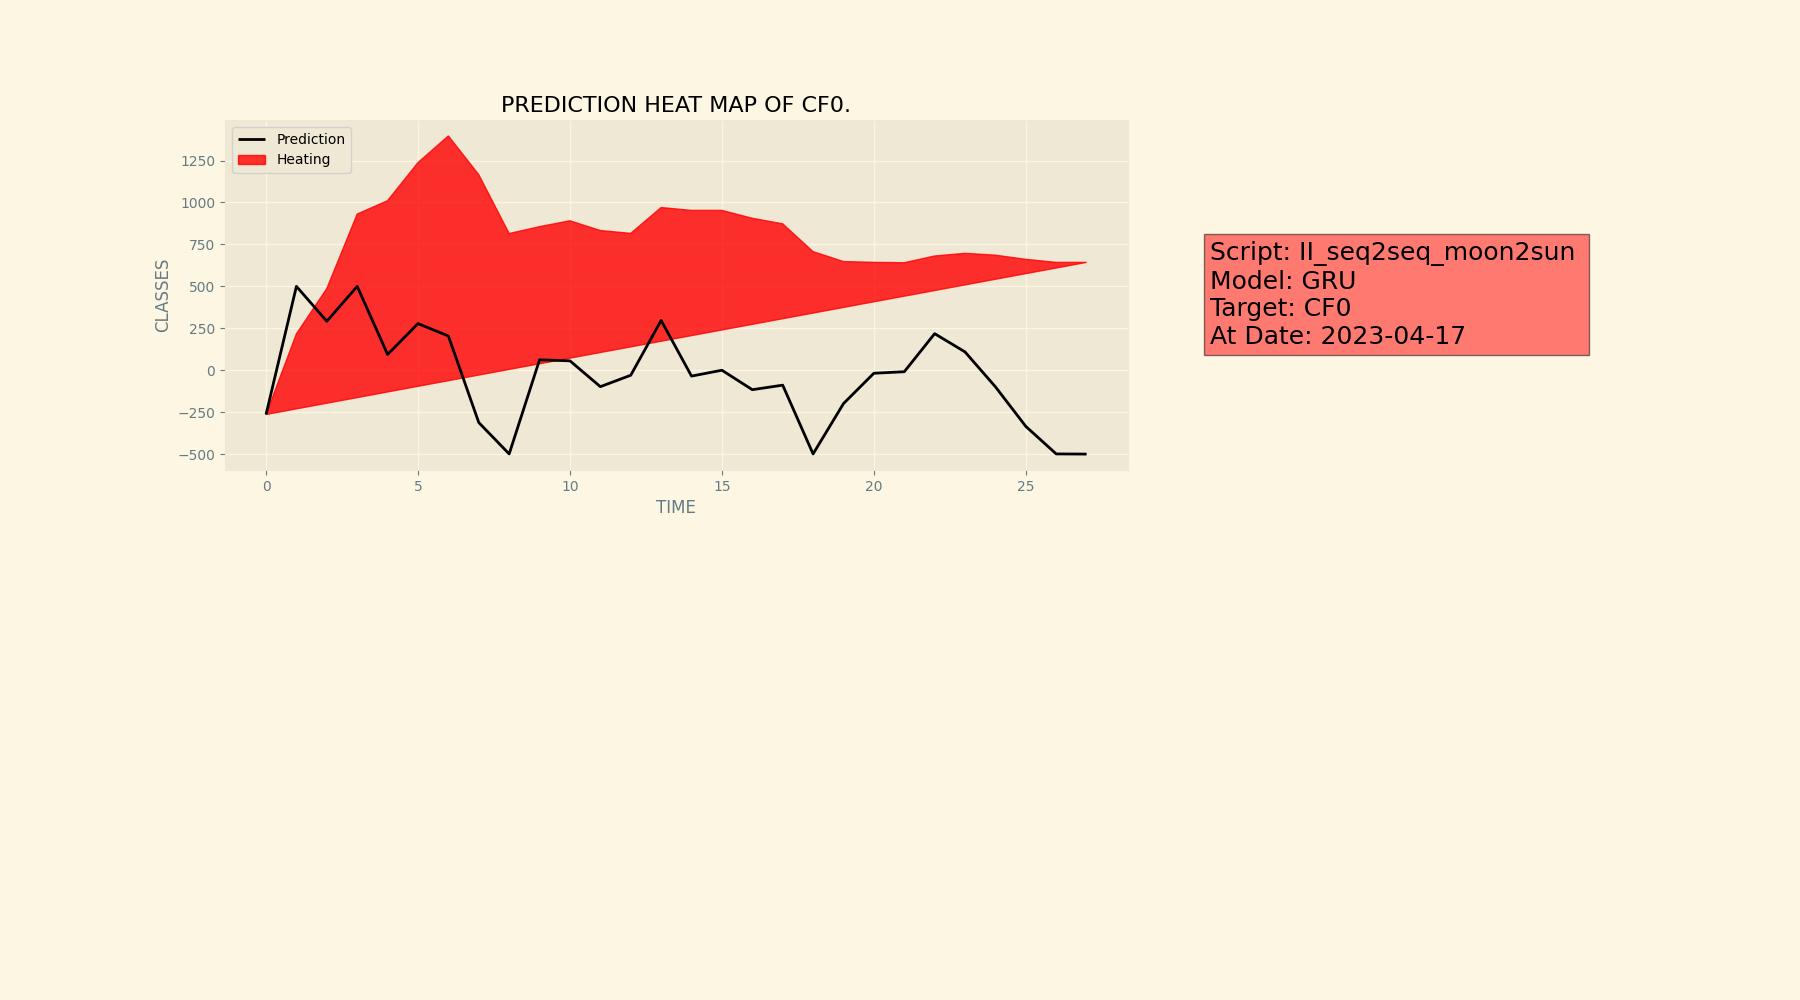 PREDICTION HEAT MAP OF CF0.
Prediction
Heating
CLASSES
1250
1000
750
500
250
0
−250
−500
0 5 10 15 20 25
TIME
Script: II_seq2seq_moon2sun
Model: GRU
Target: CF0
At Date: 2023-04-17